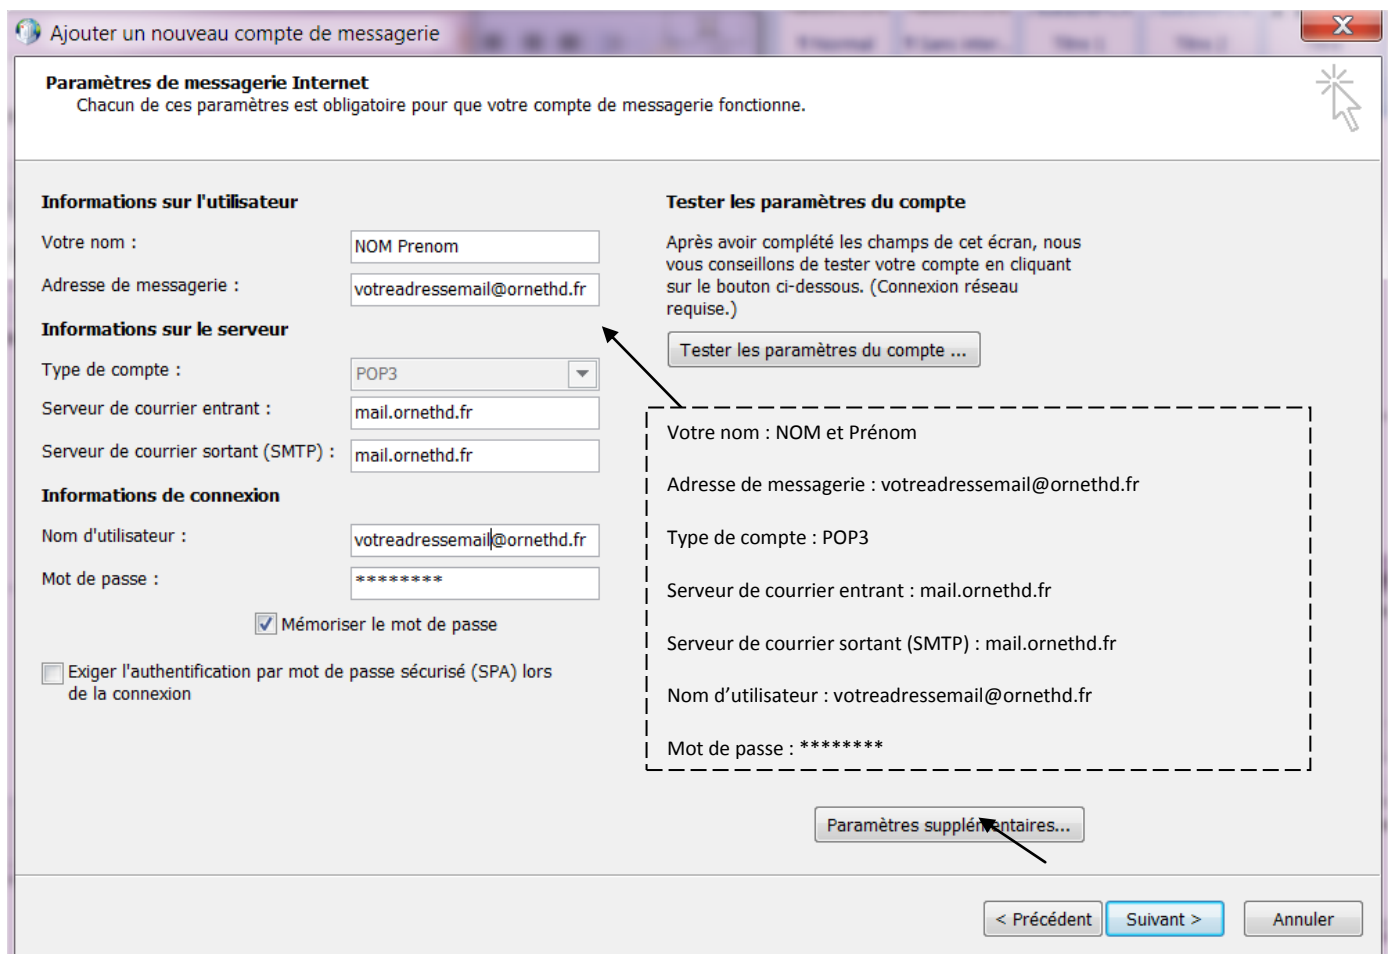 Ajouter un nouveau compte de messagerie
Paramètres de messagerie Internet
Chacun de ces paramètres est obligatoire pour que votre compte de messagerie fonctionne.
Informations sur l'utilisateur
Votre nom :
NOM Prenom
Adresse de messagerie :
votreadressemail@ornethd.fr
Informations sur le serveur
Type de compte :
POP3
Serveur de courrier entrant :
mail.ornethd.fr
Serveur de courrier sortant (SMTP) :
mail.ornethd.fr
Informations de connexion
Nom d'utilisateur :
votreadressemail@ornethd.fr
Mot de passe :
********
Mémoriser le mot de passe
Exiger l'authentification par mot de passe sécurisé (SPA) lors
de la connexion
Tester les paramètres du compte
Après avoir complété les champs de cet écran, nous
vous conseillons de tester votre compte en cliquant
sur le bouton ci-dessous. (Connexion réseau
requise.)
Tester les paramètres du compte ...
Votre nom : NOM et Prénom
Adresse de messagerie : votreadressemail@ornethd.fr
Type de compte : POP3
Serveur de courrier entrant : mail.ornethd.fr
Serveur de courrier sortant (SMTP) : mail.ornethd.fr
Nom d’utilisateur : votreadressemail@ornethd.fr
Mot de passe : ********
Paramètres supplémentaires...
< Précédent
Suivant >
Annuler